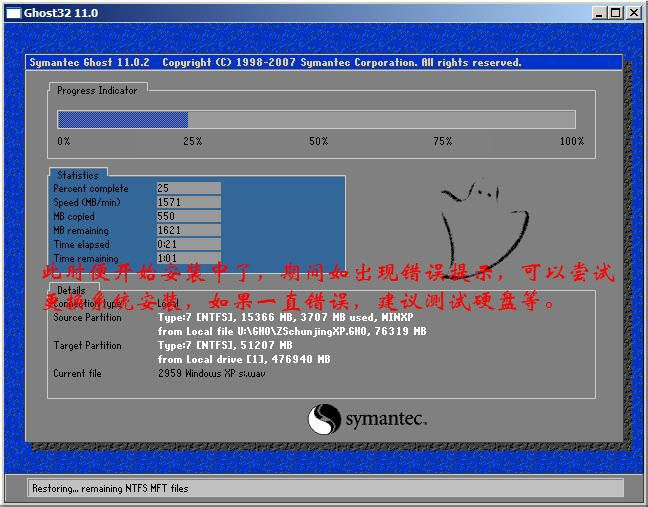 Ghost32 11.0
Symantec Ghost 11.0.2 Copyright (C) 1998-2007 Symantec Corporation. All rights reserved.
Progress Indicator
0% 25% 50% 75% 100%
Statistics
Percent complete 25
Speed (MB/min) 1571
MB copied 550
MB remaining 1621
Time elapsed 0:21
Time remaining 1:01
此时便开始安装中了，期间如出现错误提示，可以尝试
更换系统安装，如果一直错误，建议测试硬盘等。
Details
Connection type Local
Source Partition Type:7 [NTFS], 15366 MB, 3707 MB used, WINXP
from Local file V:\GHO\ZSchunjingXP.GHO, 76319 MB
Target Partition Type:7 [NTFS], 51207 MB
from Local drive [1], 476940 MB
Current file 2959 Windows XP s:.wav
symantec.
Restoring... remaining NTFS MFT files